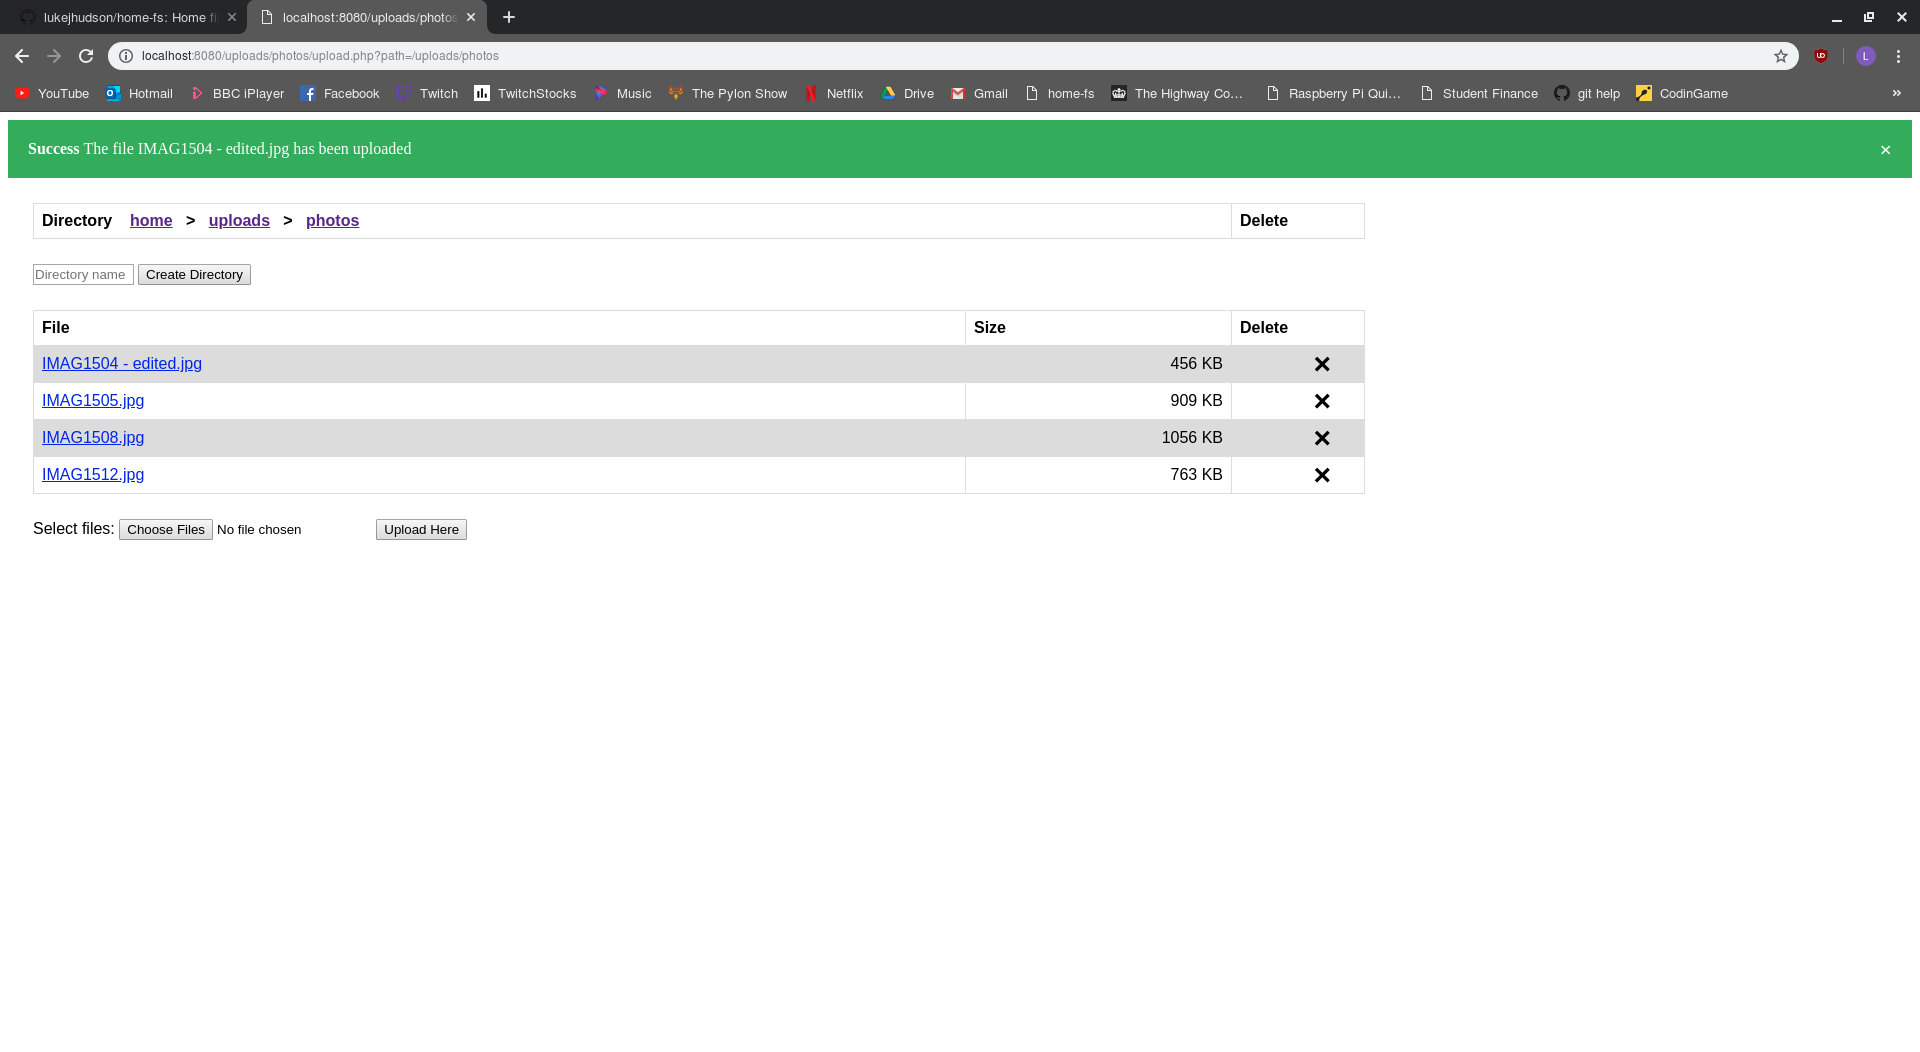 lukejhudson/home-fs: Home fi
localhost:8080/uploads/photos
localhost:8080/uploads/photos/upload.php?path=/uploads/photos
L
YouTube Hotmail BBC iPlayer Facebook Twitch TwitchStocks Music The Pylon Show Netflix Drive Gmail home-fs The Highway Co… Raspberry Pi Qui… Student Finance git help CodinGame »
Success The file IMAG1504 - edited.jpg has been uploaded ×
Directory home > uploads > photos Delete
Directory name Create Directory
File Size Delete
IMAG1504 - edited.jpg 456 KB
IMAG1505.jpg 909 KB
IMAG1508.jpg 1056 KB
IMAG1512.jpg 763 KB
Select files: Choose Files No file chosen Upload Here